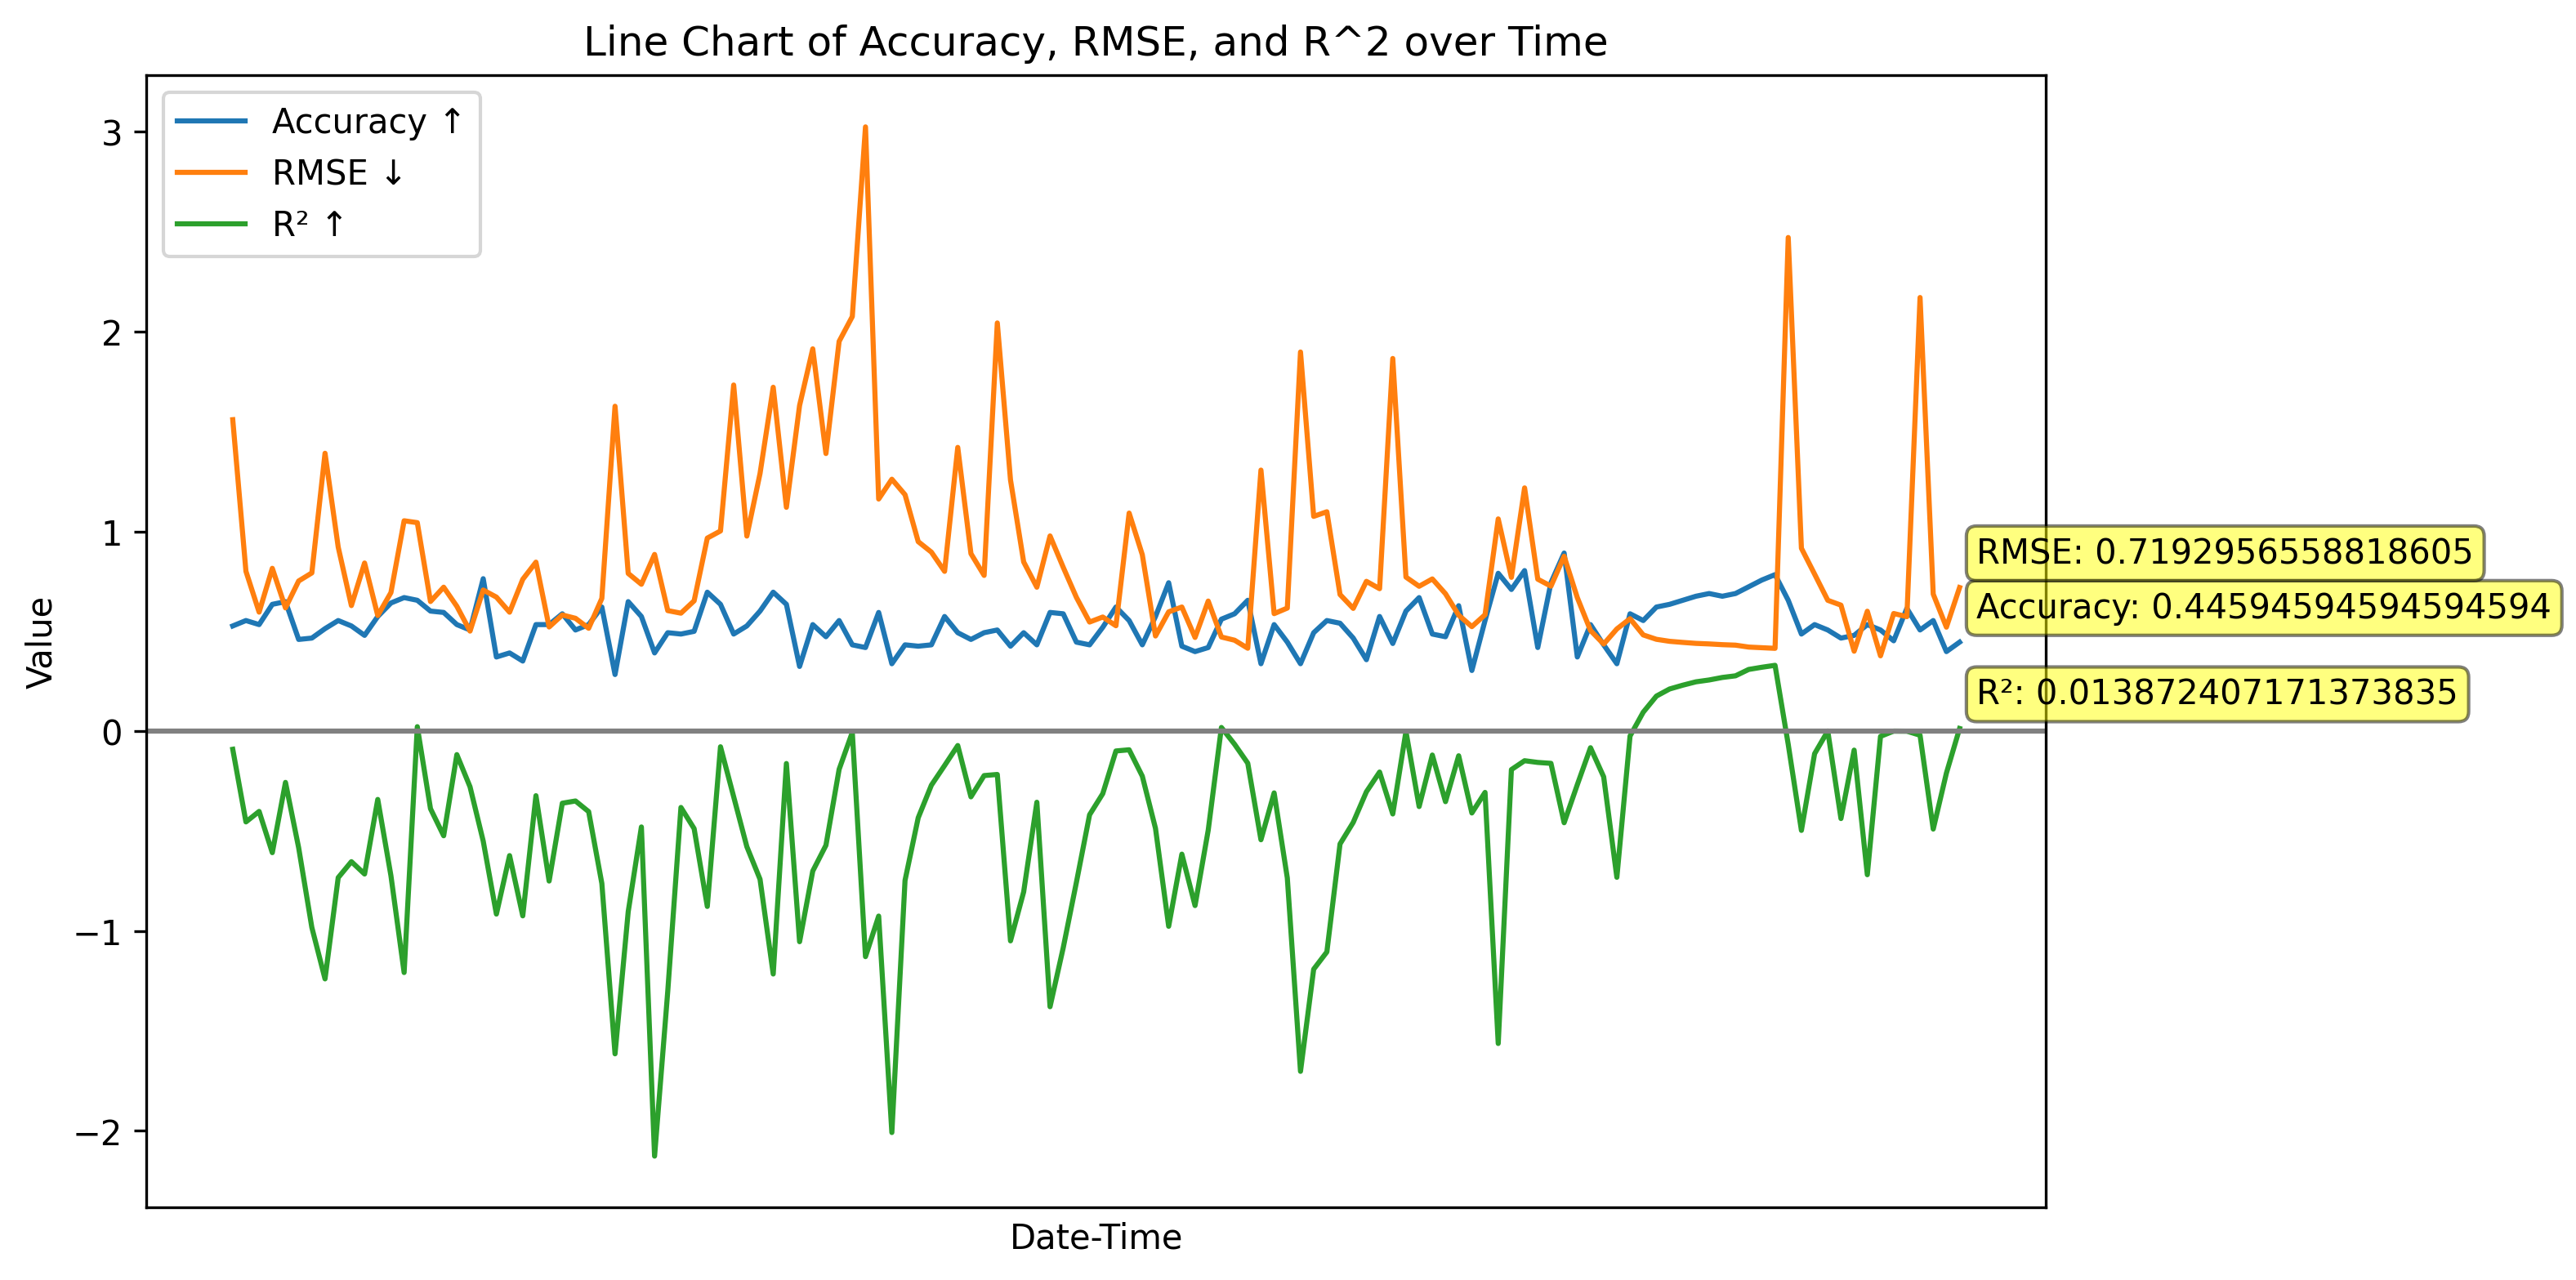 Line Chart of Accuracy, RMSE, and R^2 over Time
Accuracy ↑
RMSE ↓
R² ↑
3
2
1
0
−1
−2
Value
Date-Time
RMSE: 0.7192956558818605
Accuracy: 0.44594594594594594
R²: 0.013872407171373835